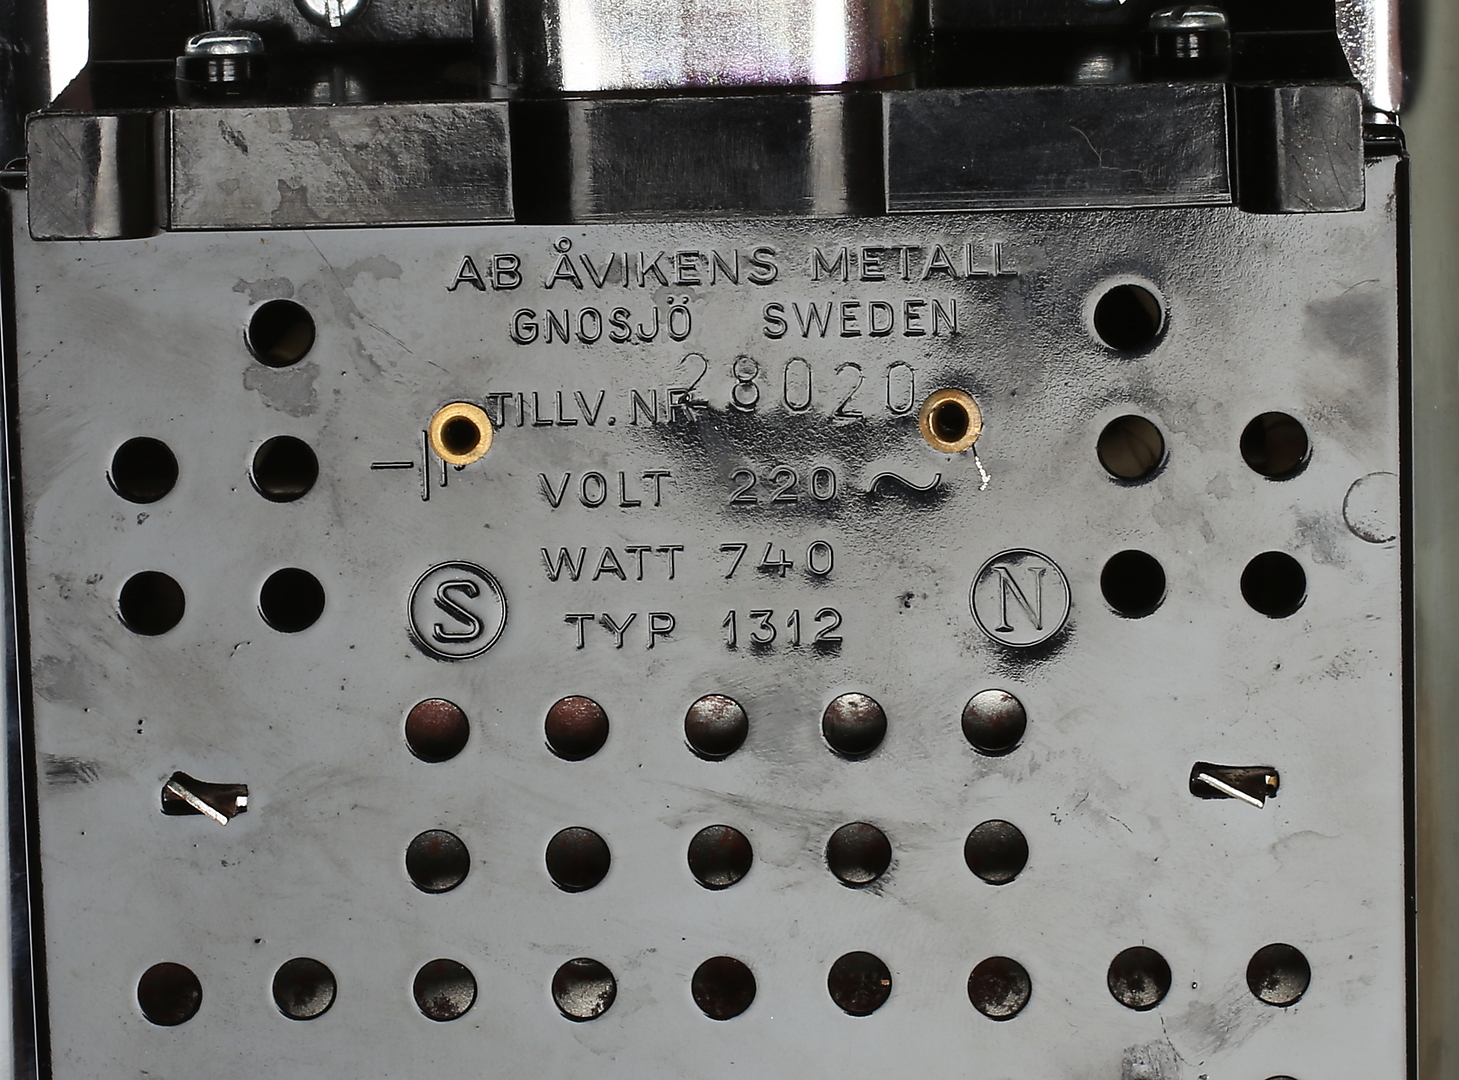 AB ÅVIKENS METALL
GNOSJÖ SWEDEN
TILLV. NR 28020
VOLT 220 ~
WATT 740
TYP 1312
S
N